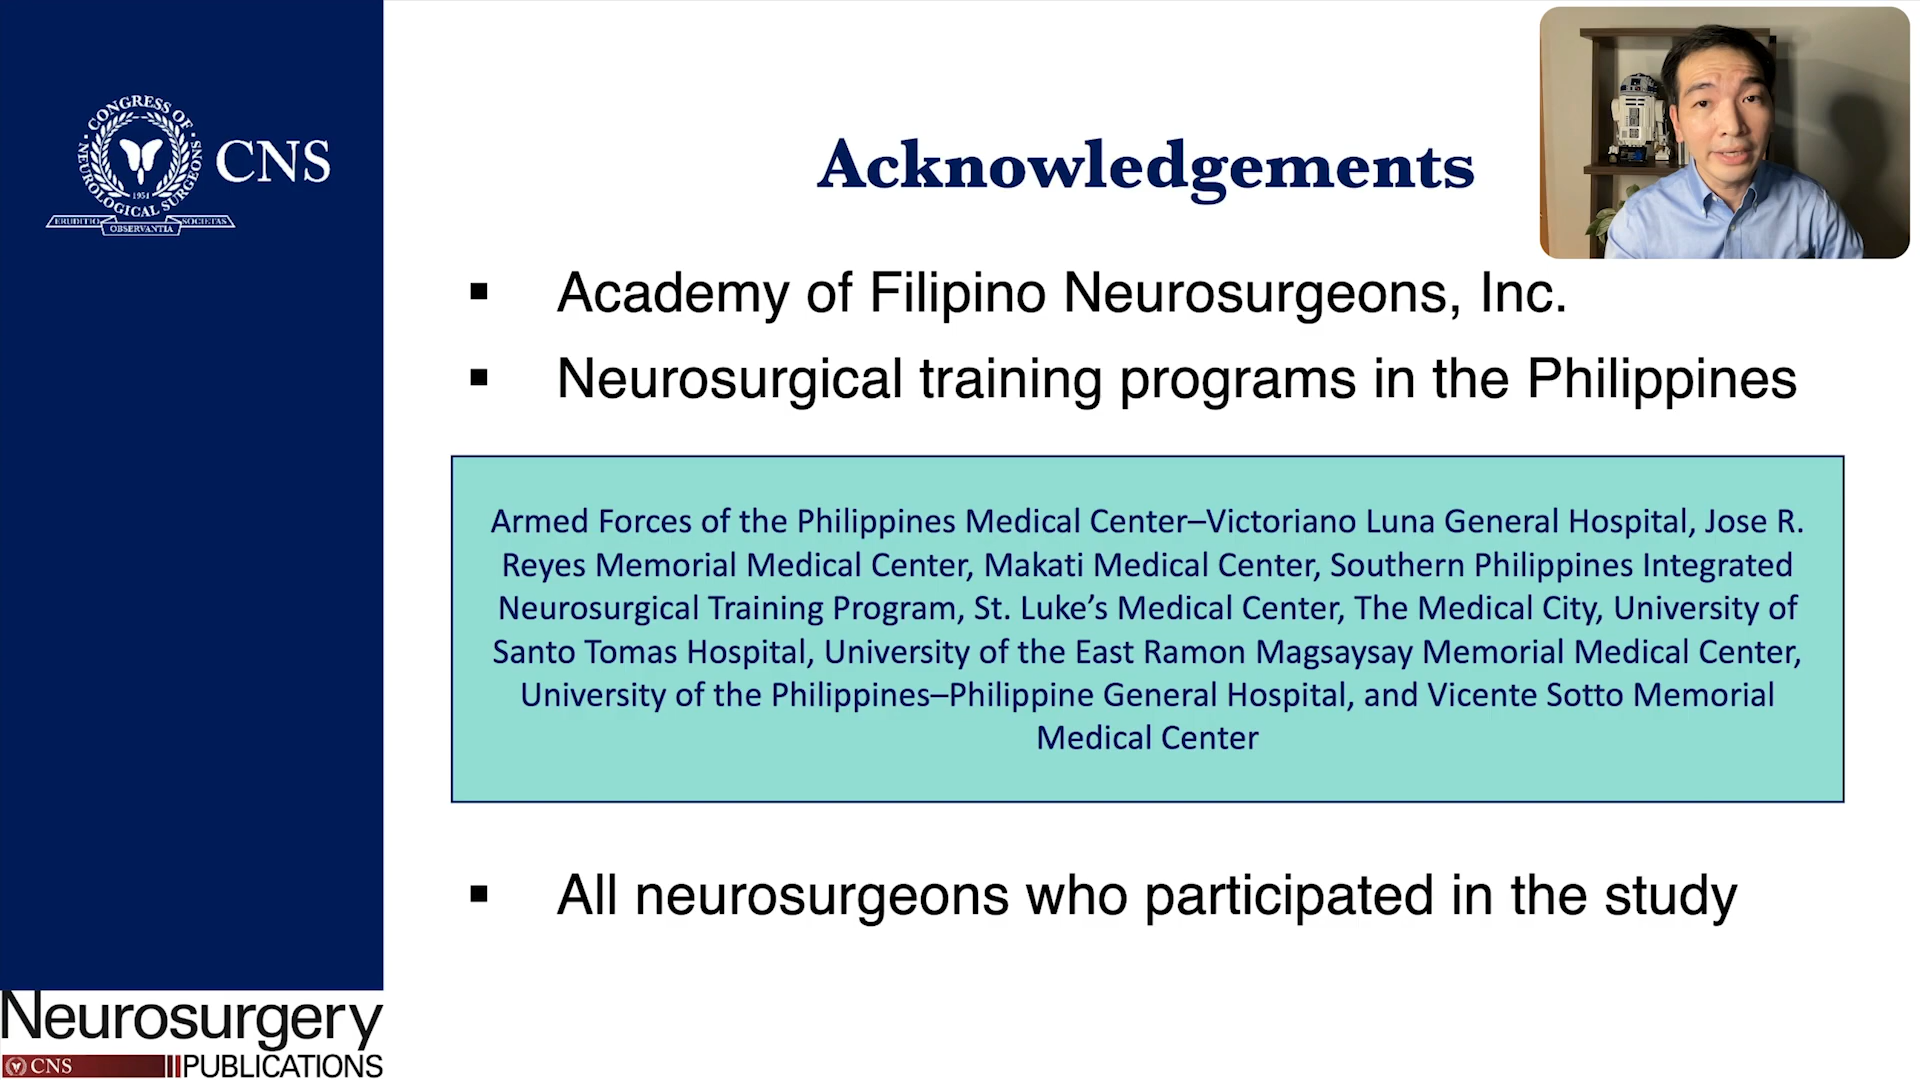 CONGRESS OF
NEUROLOGICAL SURGEONS
1951
ERUDITIO
OBSERVANTIA
SOCIETAS
CNS
Acknowledgements
▪ Academy of Filipino Neurosurgeons, Inc.
▪ Neurosurgical training programs in the Philippines
Armed Forces of the Philippines Medical Center–Victoriano Luna General Hospital, Jose R.
Reyes Memorial Medical Center, Makati Medical Center, Southern Philippines Integrated
Neurosurgical Training Program, St. Luke’s Medical Center, The Medical City, University of
Santo Tomas Hospital, University of the East Ramon Magsaysay Memorial Medical Center,
University of the Philippines–Philippine General Hospital, and Vicente Sotto Memorial
Medical Center
▪ All neurosurgeons who participated in the study
Neurosurgery
CNS
PUBLICATIONS